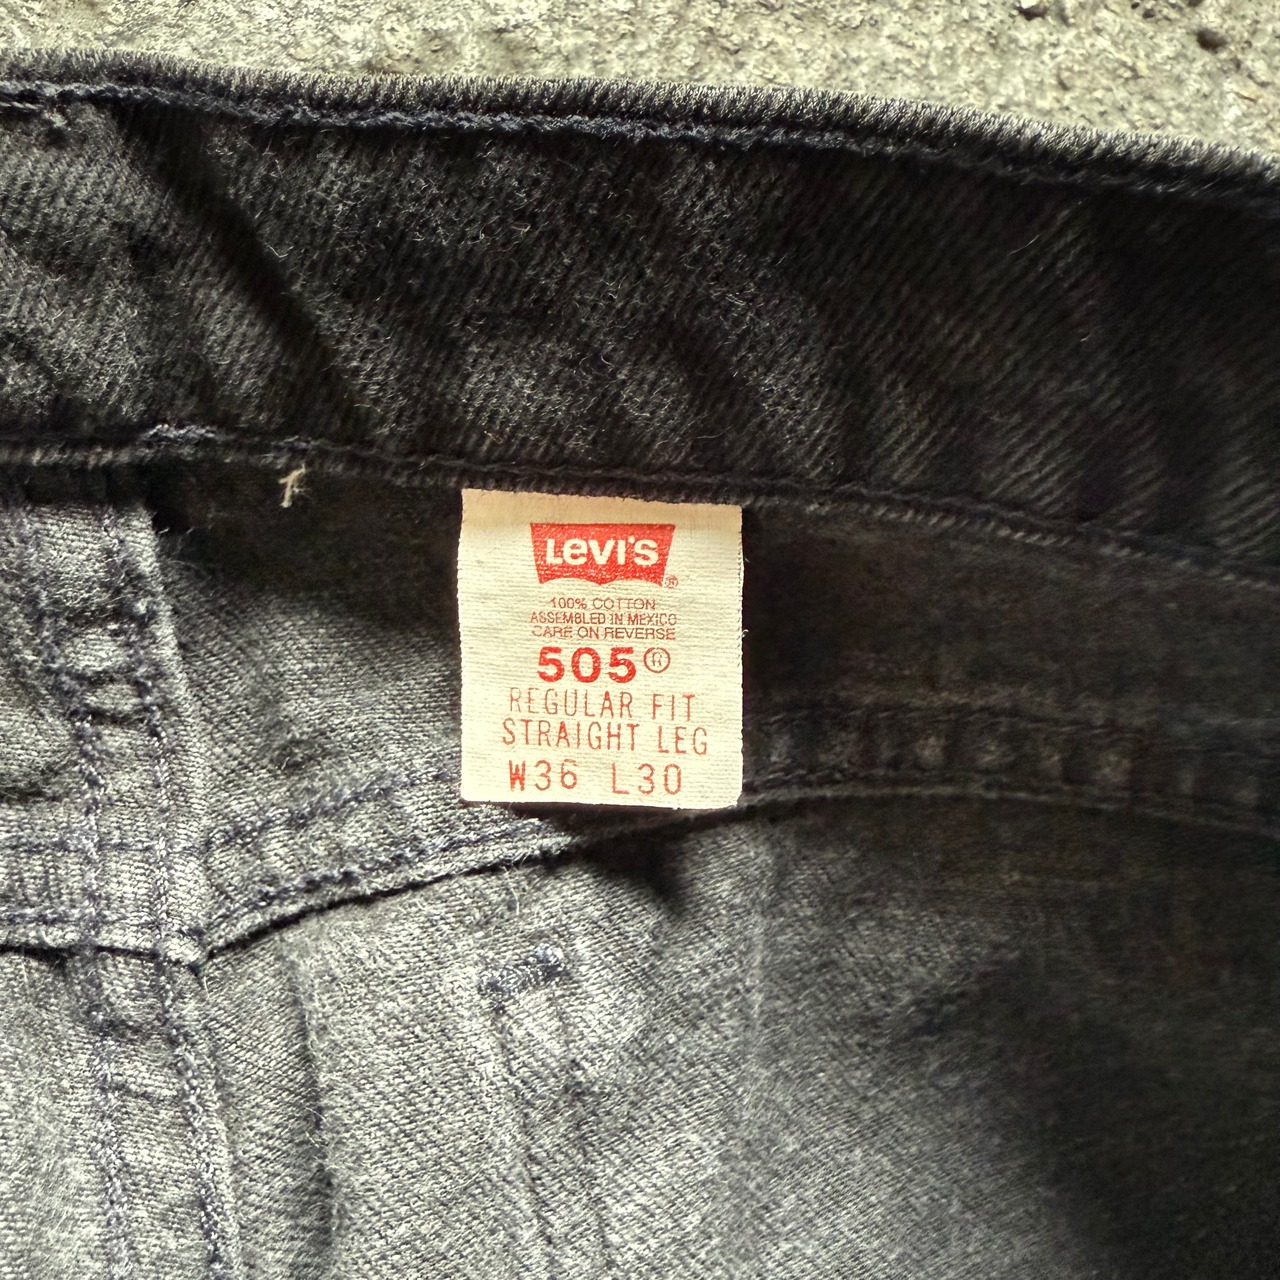 Levi's
®
100% COTTON
ASSEMBLED IN MEXICO
CARE ON REVERSE
505®
REGULAR FIT
STRAIGHT LEG
W36 L30